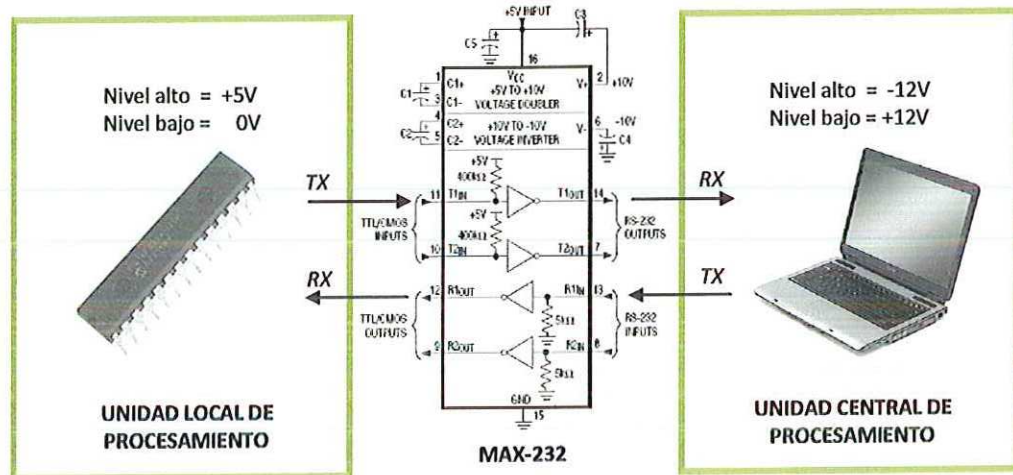 Nivel alto = +5V
Nivel bajo = 0V
TX
RX
UNIDAD LOCAL DE
PROCESAMIENTO
+5V INPUT
C3
C5
16
1
C1+
VCC
V+
2
+10V
C1
+5V TO +10V
3
C1-
VOLTAGE DOUBLER
4
C2+
+10V TO -10V
V-
6
-10V
C2
5
C2-
VOLTAGE INVERTER
C4
+5V
400kΩ
11
T1IN
T1OUT
14
+5V
TTL/CMOS
INPUTS
400kΩ
RS-232
OUTPUTS
10
T2IN
T2OUT
7
12
R1OUT
R1IN
13
TTL/CMOS
OUTPUTS
5kΩ
RS-232
INPUTS
9
R2OUT
R2IN
8
5kΩ
GND
15
MAX-232
Nivel alto = -12V
Nivel bajo = +12V
RX
TX
UNIDAD CENTRAL DE
PROCESAMIENTO